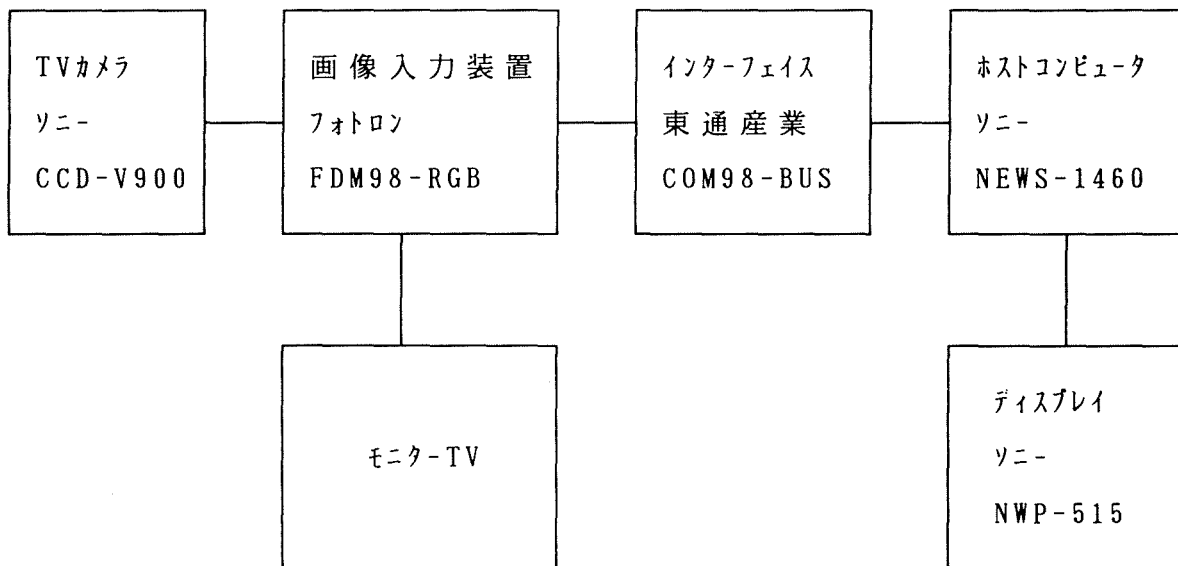 TVカメラ
ソニー
CCD-V900
画像入力装置
フォトロン
FDM98-RGB
インターフェイス
東通産業
COM98-BUS
ホストコンピュータ
ソニー
NEWS-1460
モニターTV
ディスプレイ
ソニー
NWP-515